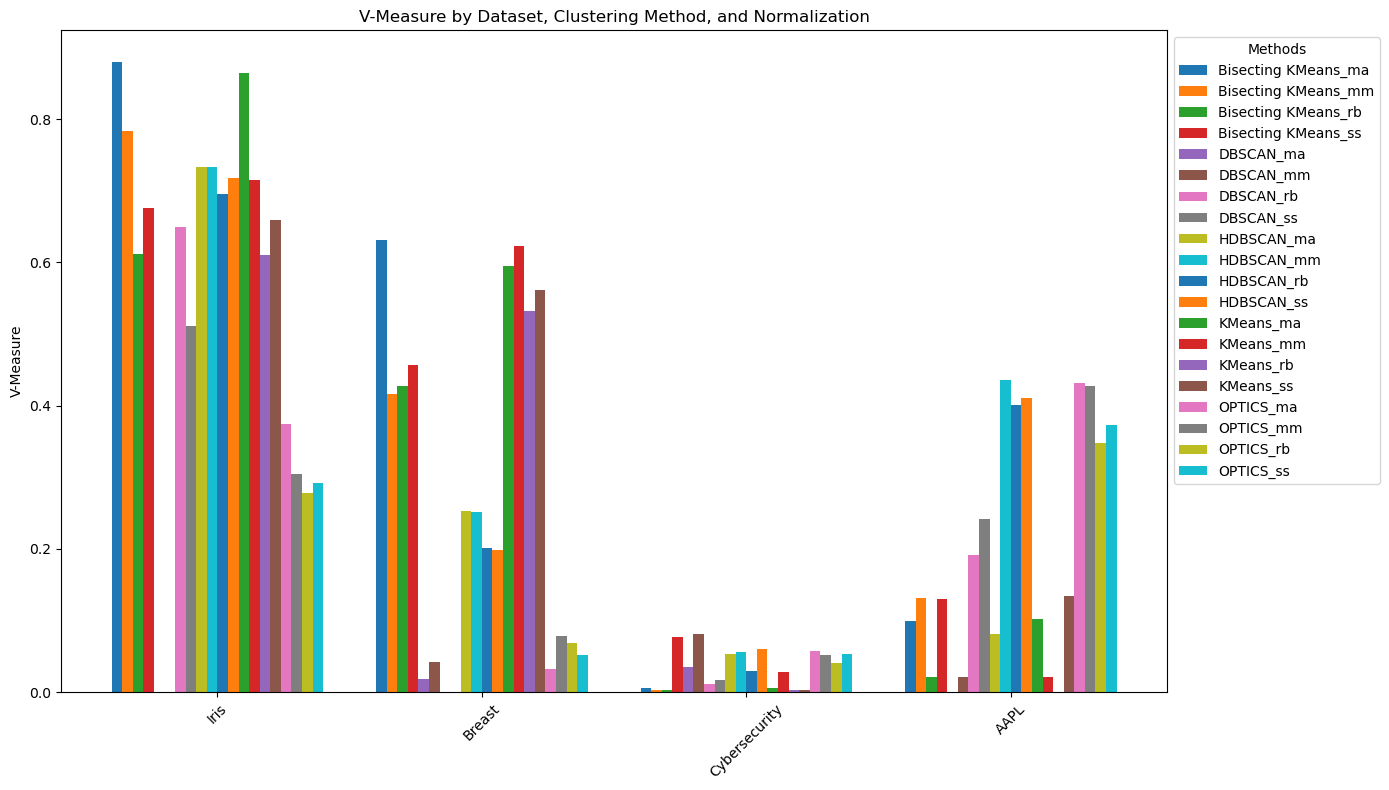 V-Measure by Dataset, Clustering Method, and Normalization
V-Measure
0.8
0.6
0.4
0.2
0.0
Iris
Breast
Cybersecurity
AAPL
Methods
Bisecting KMeans_ma
Bisecting KMeans_mm
Bisecting KMeans_rb
Bisecting KMeans_ss
DBSCAN_ma
DBSCAN_mm
DBSCAN_rb
DBSCAN_ss
HDBSCAN_ma
HDBSCAN_mm
HDBSCAN_rb
HDBSCAN_ss
KMeans_ma
KMeans_mm
KMeans_rb
KMeans_ss
OPTICS_ma
OPTICS_mm
OPTICS_rb
OPTICS_ss